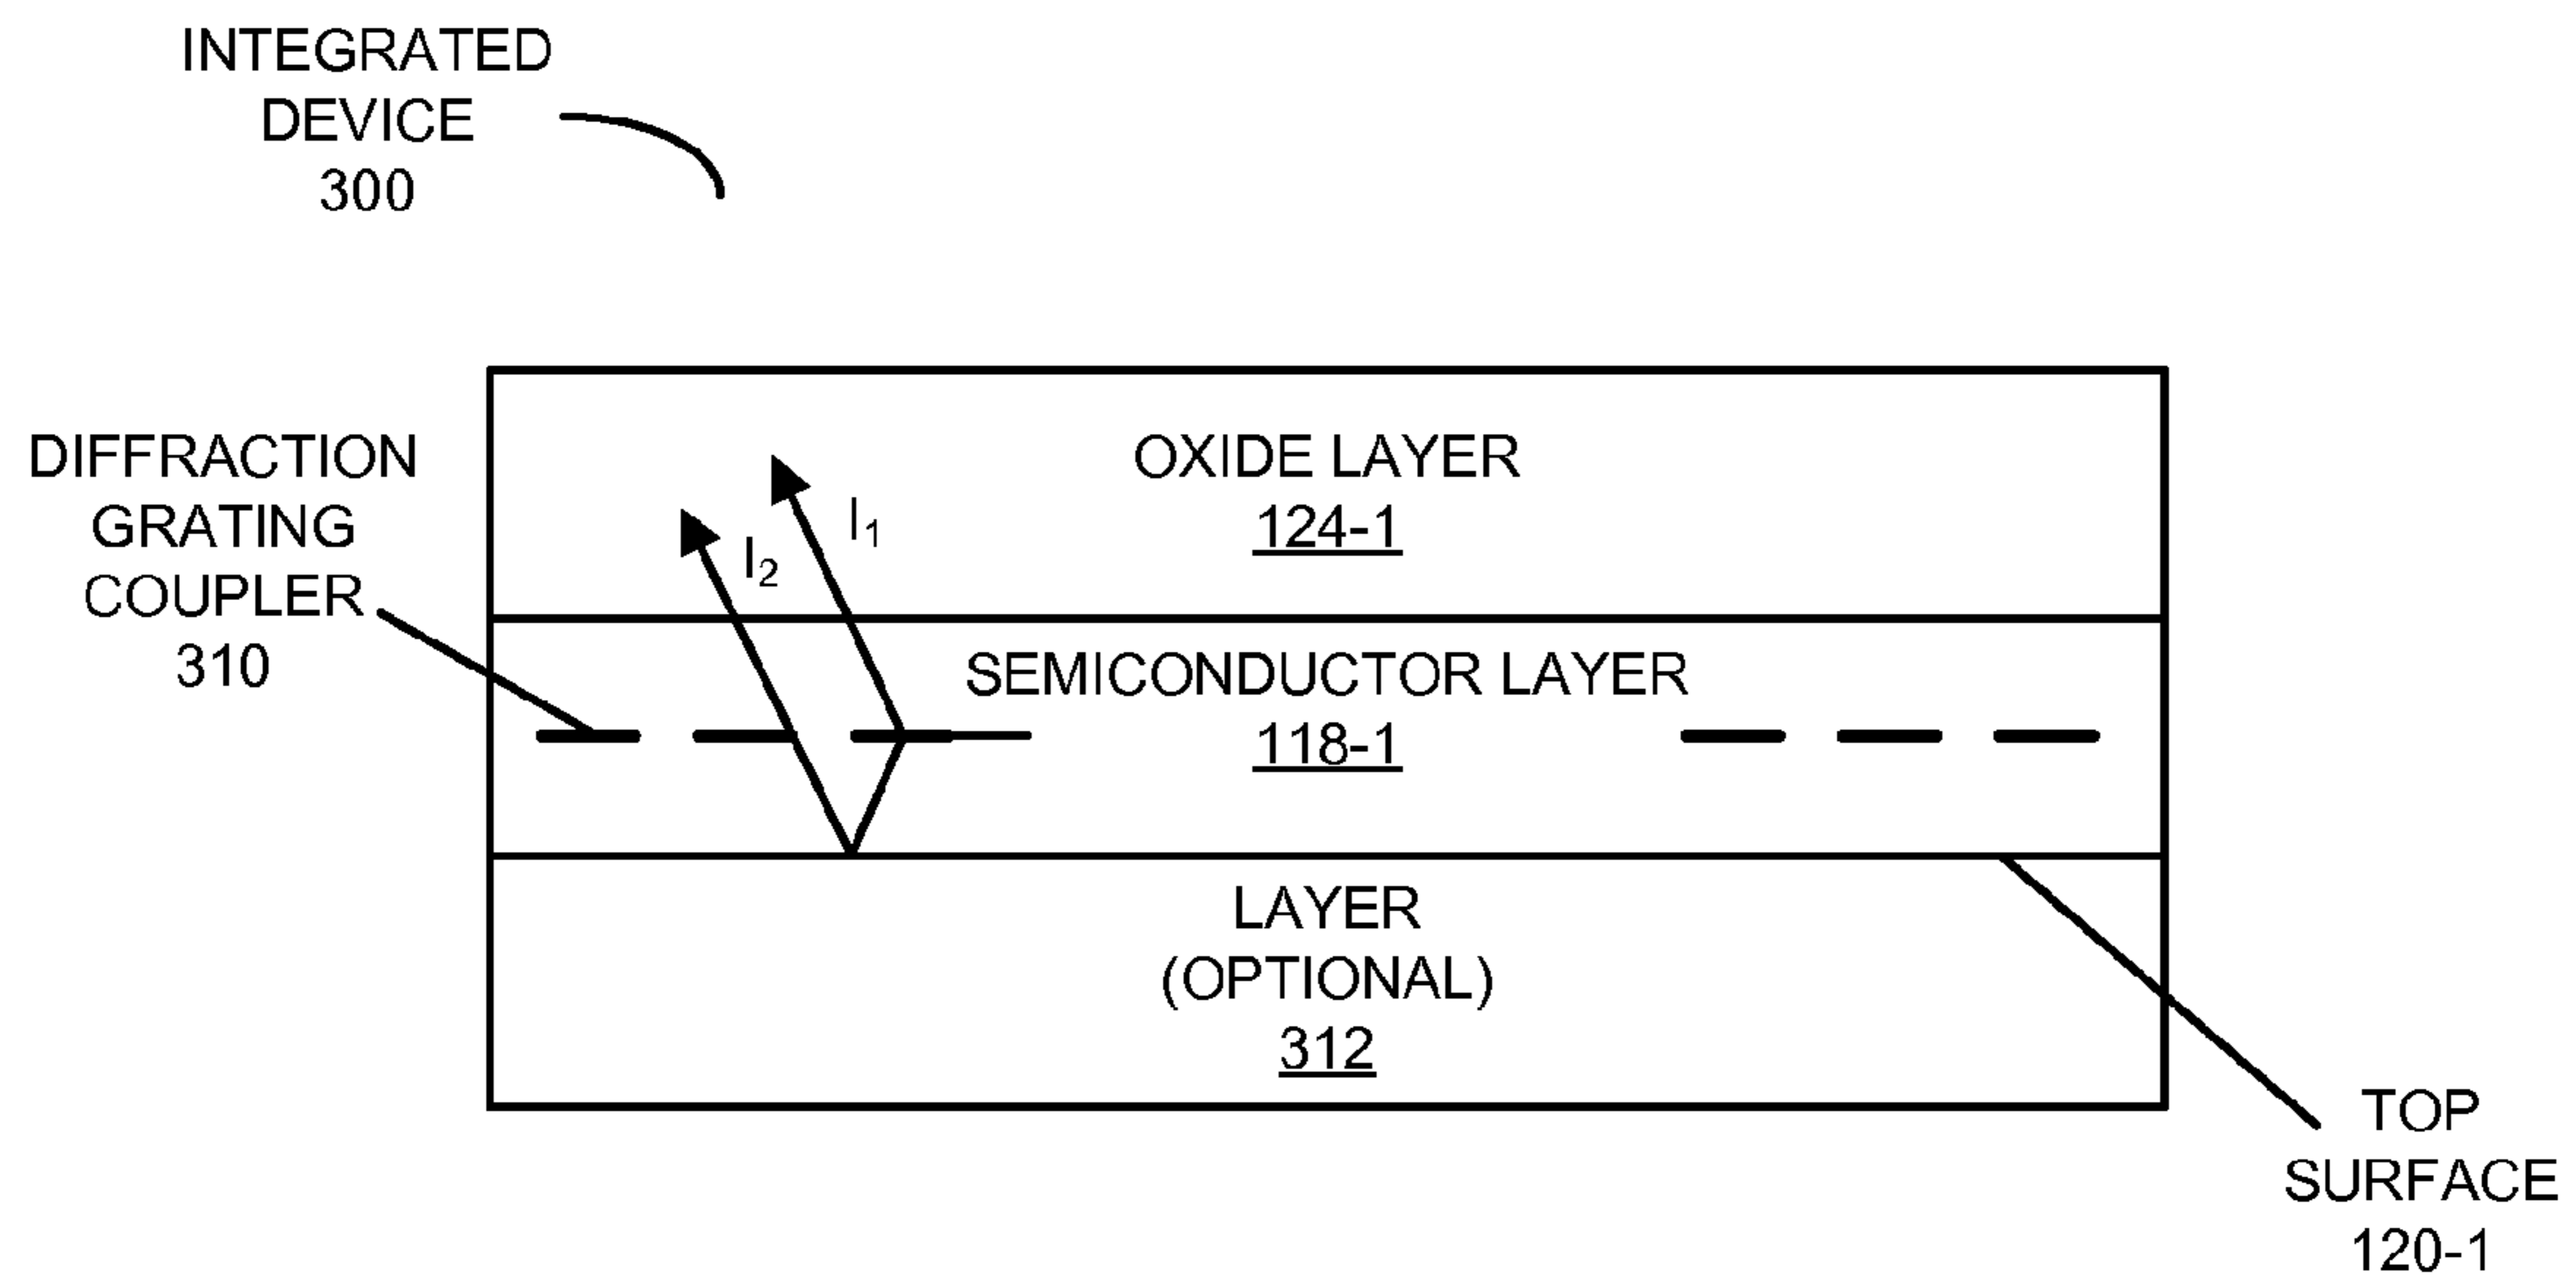 INTEGRATED
DEVICE
300
DIFFRACTION
GRATING
COUPLER
310
OXIDE LAYER
124-1
I₁
I₂
SEMICONDUCTOR LAYER
118-1
LAYER
(OPTIONAL)
312
TOP
SURFACE
120-1